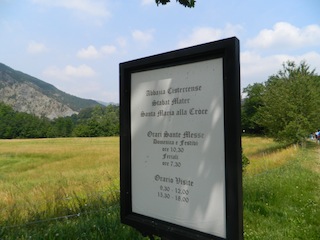 Abbazia Cistercense
Stabat Mater
Santa Maria alla Croce
Orari Sante Messe
Domenica e Festivi
ore 10.30
Feriali
ore 7.30
Orario Visite
9.30 - 12.00
15.30 - 18.00